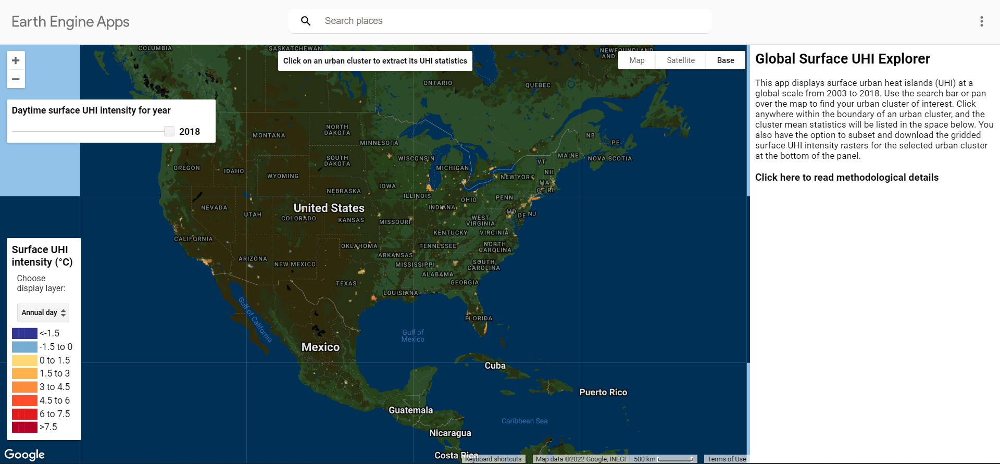 Earth Engine Apps
Search places
Click on an urban cluster to extract its UHI statistics
Map
Satellite
Base
+
−
Daytime surface UHI intensity for year
2018
Surface UHI
intensity (°C)
Choose
display layer:
Annual day
<-1.5
-1.5 to 0
0 to 1.5
1.5 to 3
3 to 4.5
4.5 to 6
6 to 7.5
>7.5
Google
COLUMBIA
SASKATCHEWAN
NEWFOUNDLAND
AND
ONTARIO
QUEBEC
NORTH
DAKOTA
MONTANA
MINNESOTA
NB
PE
MAINE
NOVA SCOTIA
SOUTH
DAKOTA
WISCONSIN
VT
OREGON
IDAHO
MICHIGAN
NH
WYOMING
NEW YORK
MA
IOWA
NEBRASKA
CT RI
ILLINOIS
OHIO
PENN
NEVADA
United States
INDIANA
UTAH
COLORADO
KANSAS
MISSOURI
WEST
VIRGINIA
MD
DE
NJ
CALIFORNIA
KENTUCKY
VIRGINIA
OKLAHOMA
TENNESSEE
NORTH
CAROLINA
ARIZONA
NEW MEXICO
ARKANSAS
MISSISSIPPI
SOUTH
CAROLINA
ALABAMA
TEXAS
GEORGIA
LOUISIANA
Gulf of California
FLORIDA
Gulf of
Mexico
Mexico
Cuba
Puerto Rico
Guatemala
Caribbean Sea
Nicaragua
Costa Rica
Keyboard shortcuts
Map data ©2022 Google, INEGI
500 km
Terms of Use
Global Surface UHI Explorer
This app displays surface urban heat islands (UHI) at a
global scale from 2003 to 2018. Use the search bar or pan
over the map to find your urban cluster of interest. Click
anywhere within the boundary of an urban cluster, and the
cluster mean statistics will be listed in the space below. You
also have the option to subset and download the gridded
surface UHI intensity rasters for the selected urban cluster
at the bottom of the panel.
Click here to read methodological details